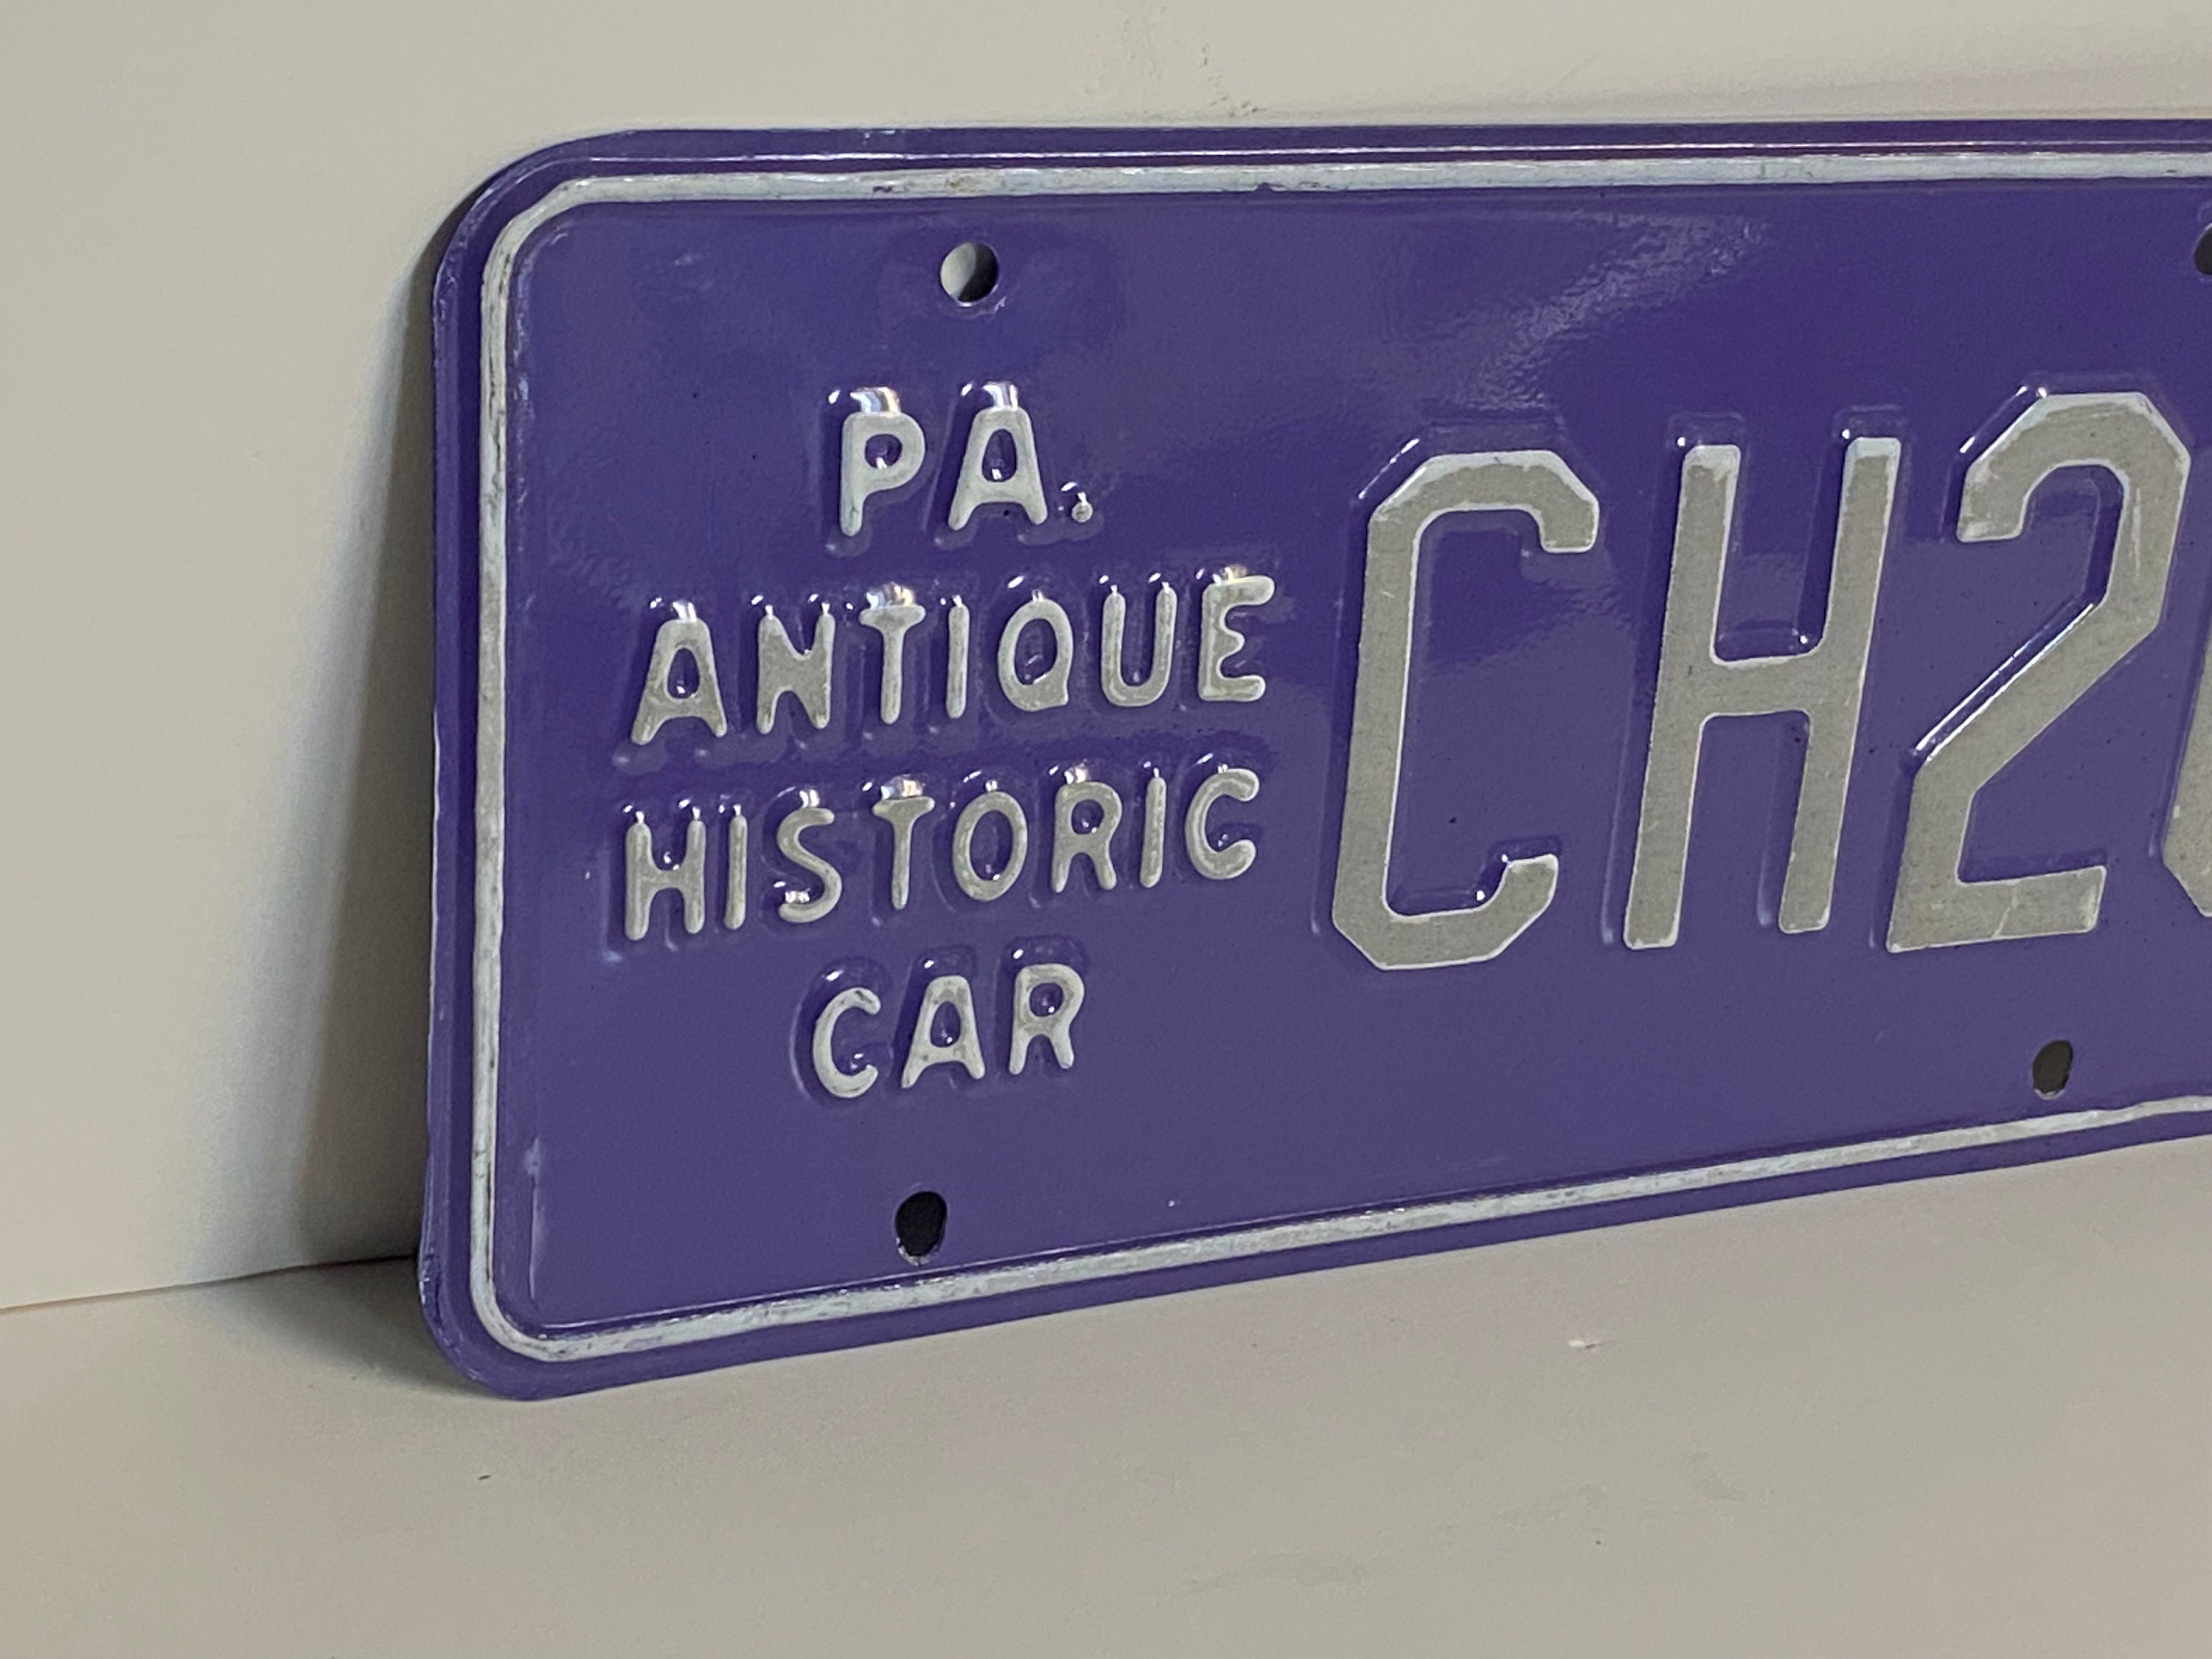 PA.
ANTIQUE
HISTORIC
CAR
CH2